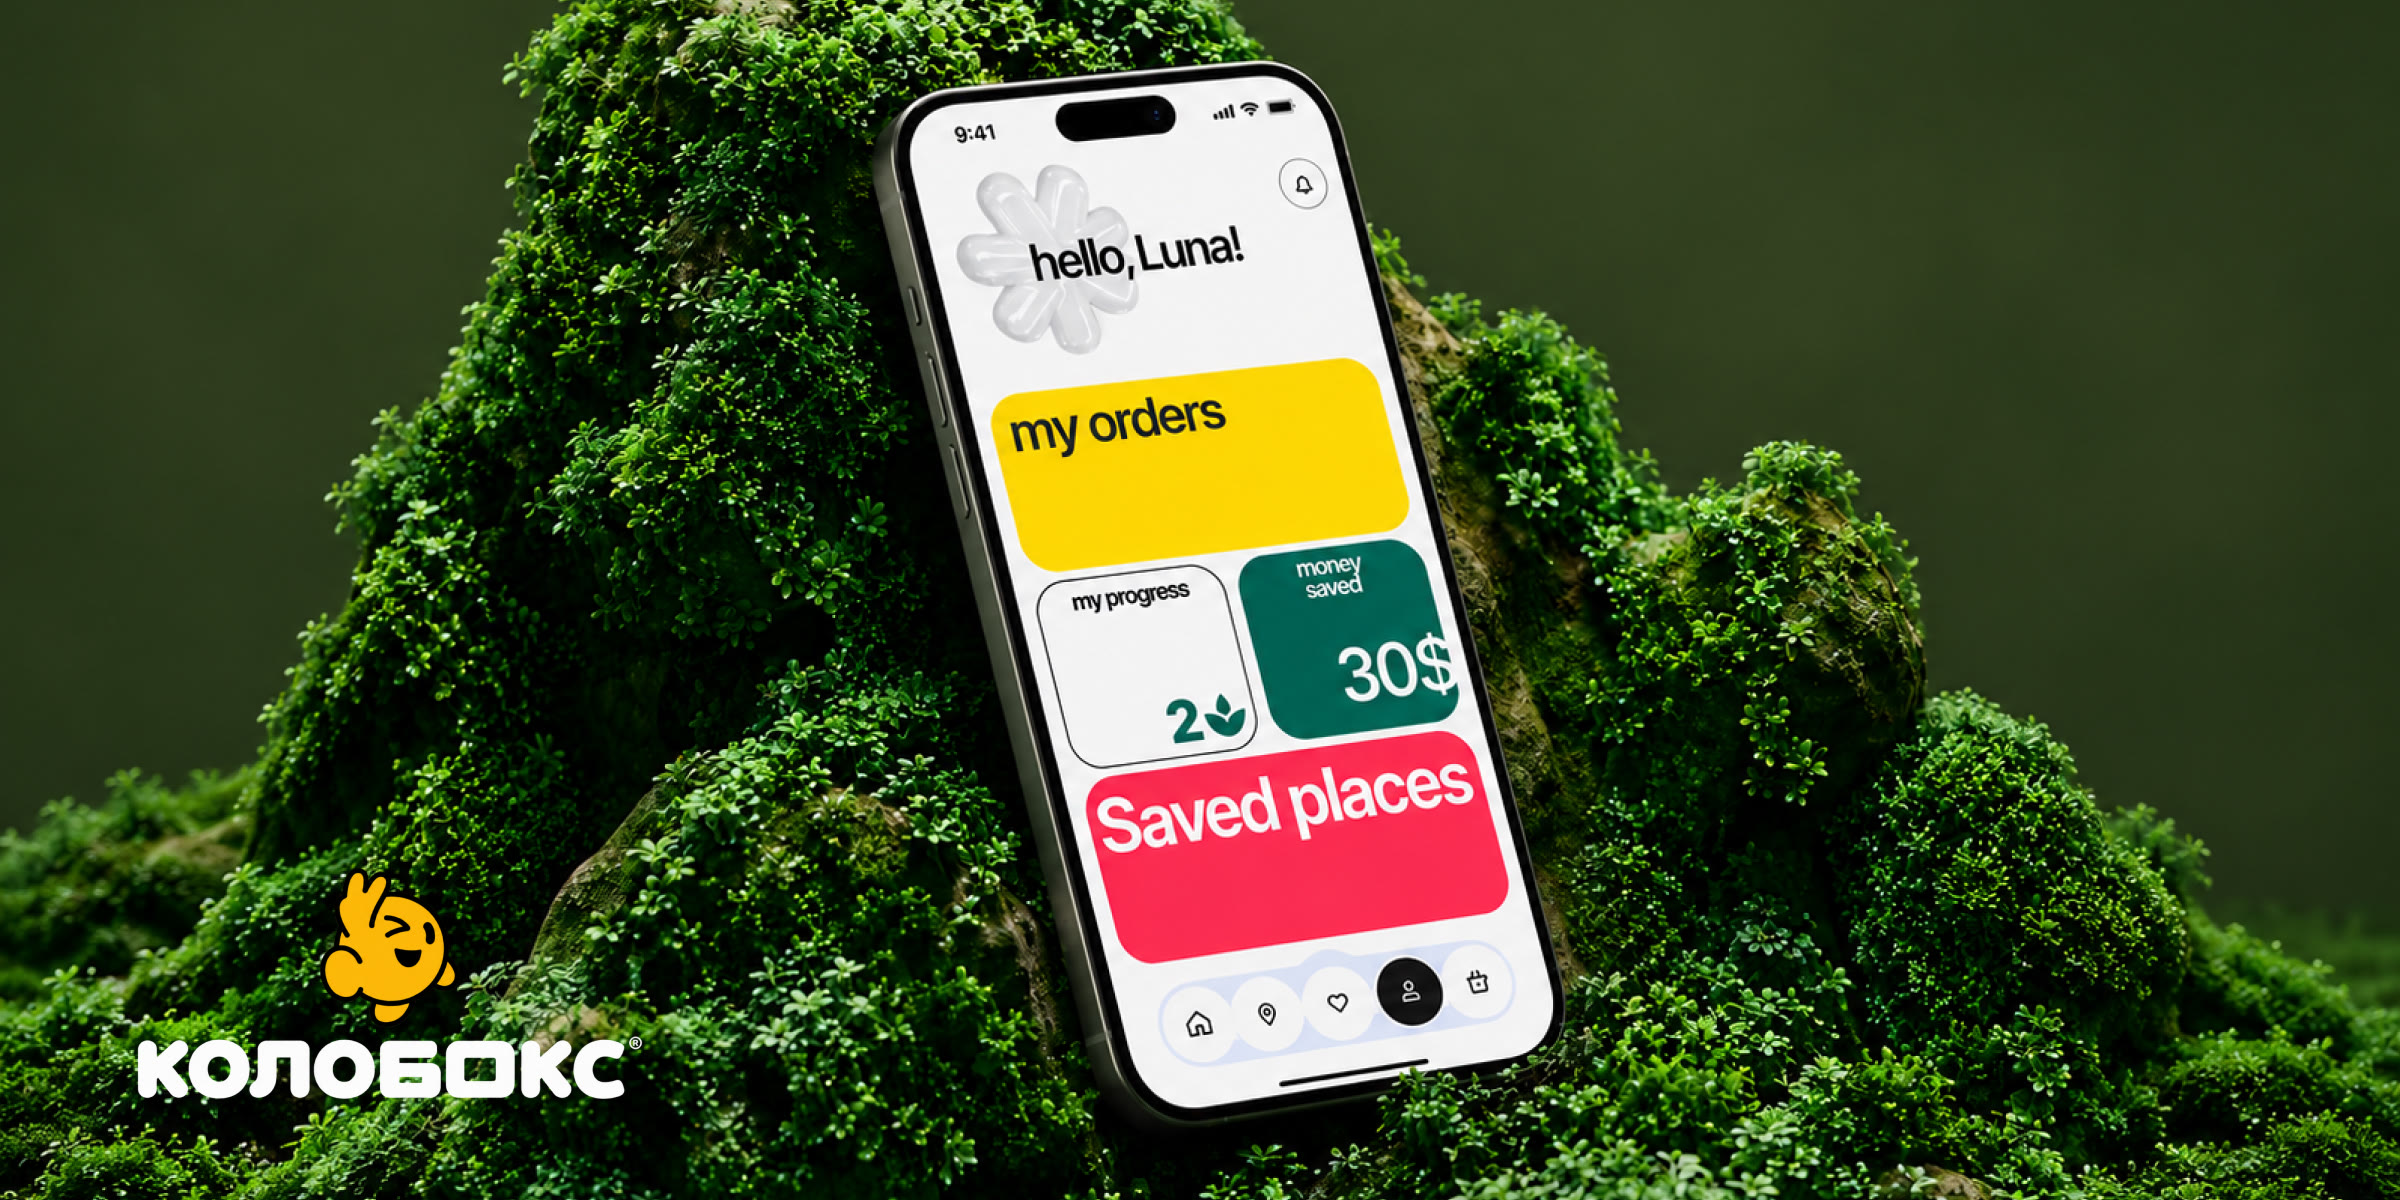 9:41
hello, Luna!
my orders
my progress
2
money
saved
30$
Saved places
КОЛОБОКС®